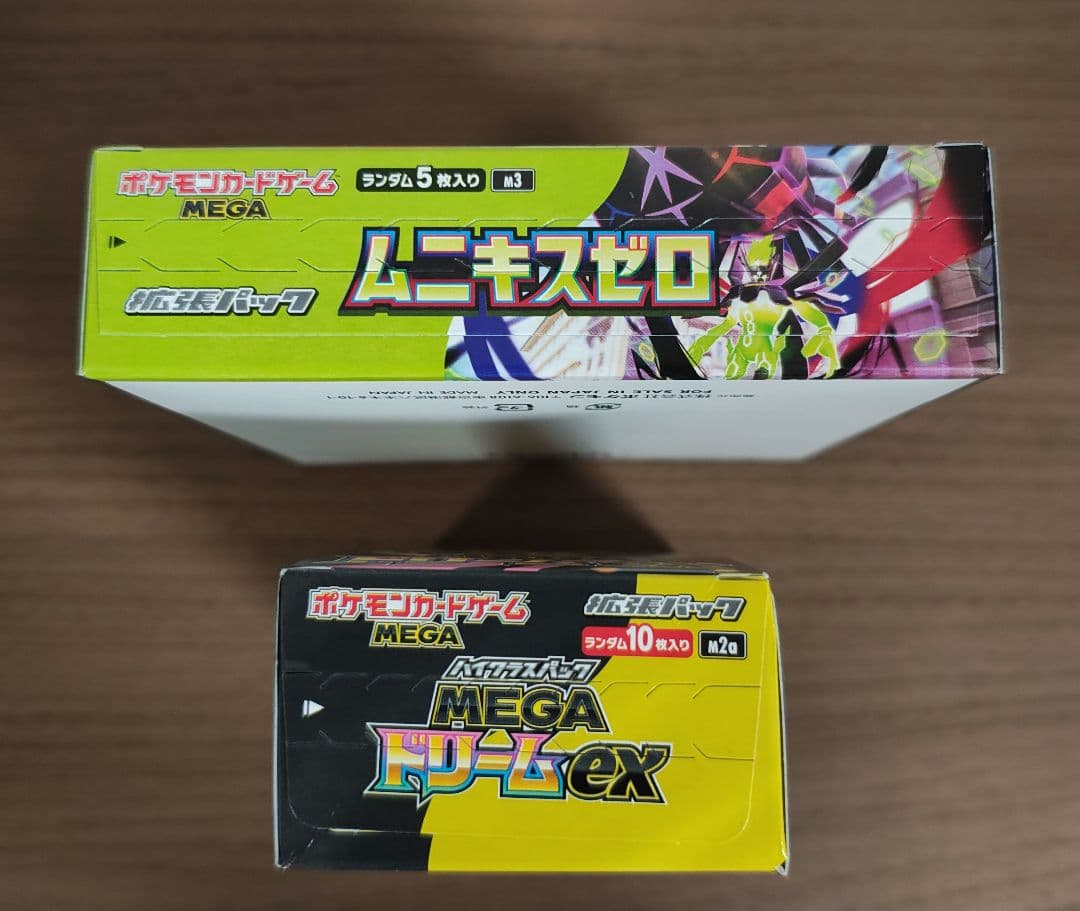 ポケモンカードゲーム
MEGA
ランダム5枚入り M3
ムニキスゼロ
拡張パック
FOR SALE IN JAPAN ONLY
MADE IN JAPAN
ポケモンカードゲーム
MEGA
拡張パック
ランダム10枚入り M2a
ハイクラスパック
MEGA
ドリームex